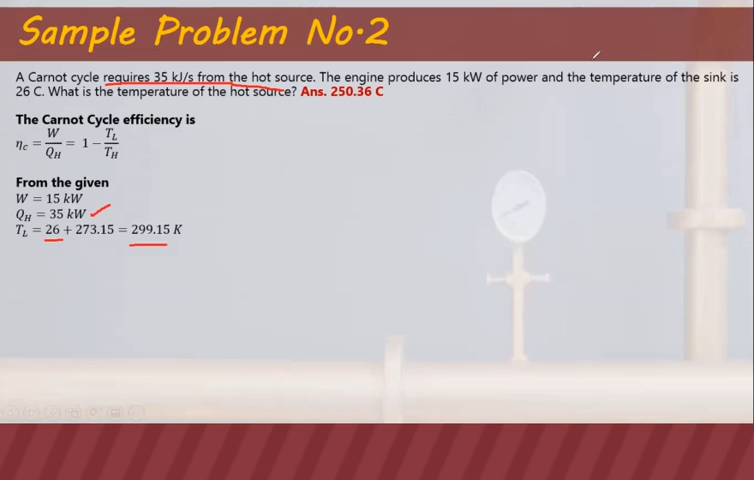 Sample Problem No.2
A Carnot cycle requires 35 kJ/s from the hot source. The engine produces 15 kW of power and the temperature of the sink is
26 C. What is the temperature of the hot source? Ans. 250.36 C
The Carnot Cycle efficiency is
η_c = W/Q_H = 1 − T_L/T_H
From the given
W = 15 kW
Q_H = 35 kW
T_L = 26 + 273.15 = 299.15 K